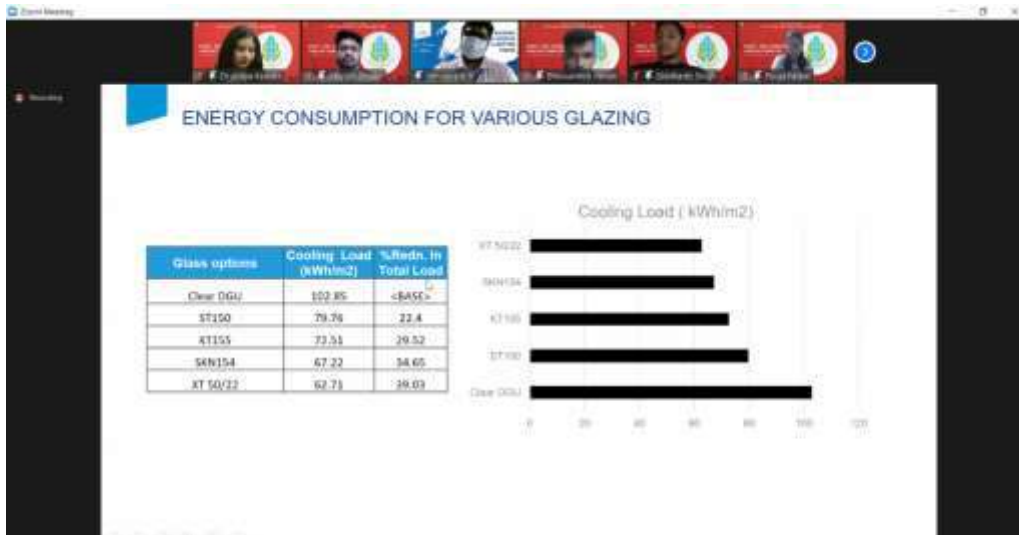 Zoom Meeting
Recording
ENERGY CONSUMPTION FOR VARIOUS GLAZING
Glass options Cooling Load (kWh/m2) %Redn. In Total Load
Clear DGU 102.85 <BASE>
ST150 79.76 22.4
KT155 72.51 29.52
SKN154 67.22 34.65
XT 50/22 62.71 39.03
Cooling Load ( kWh/m2)
XT 50/22
SKN154
KT155
ST150
Clear DGU
0 20 40 60 80 100 120